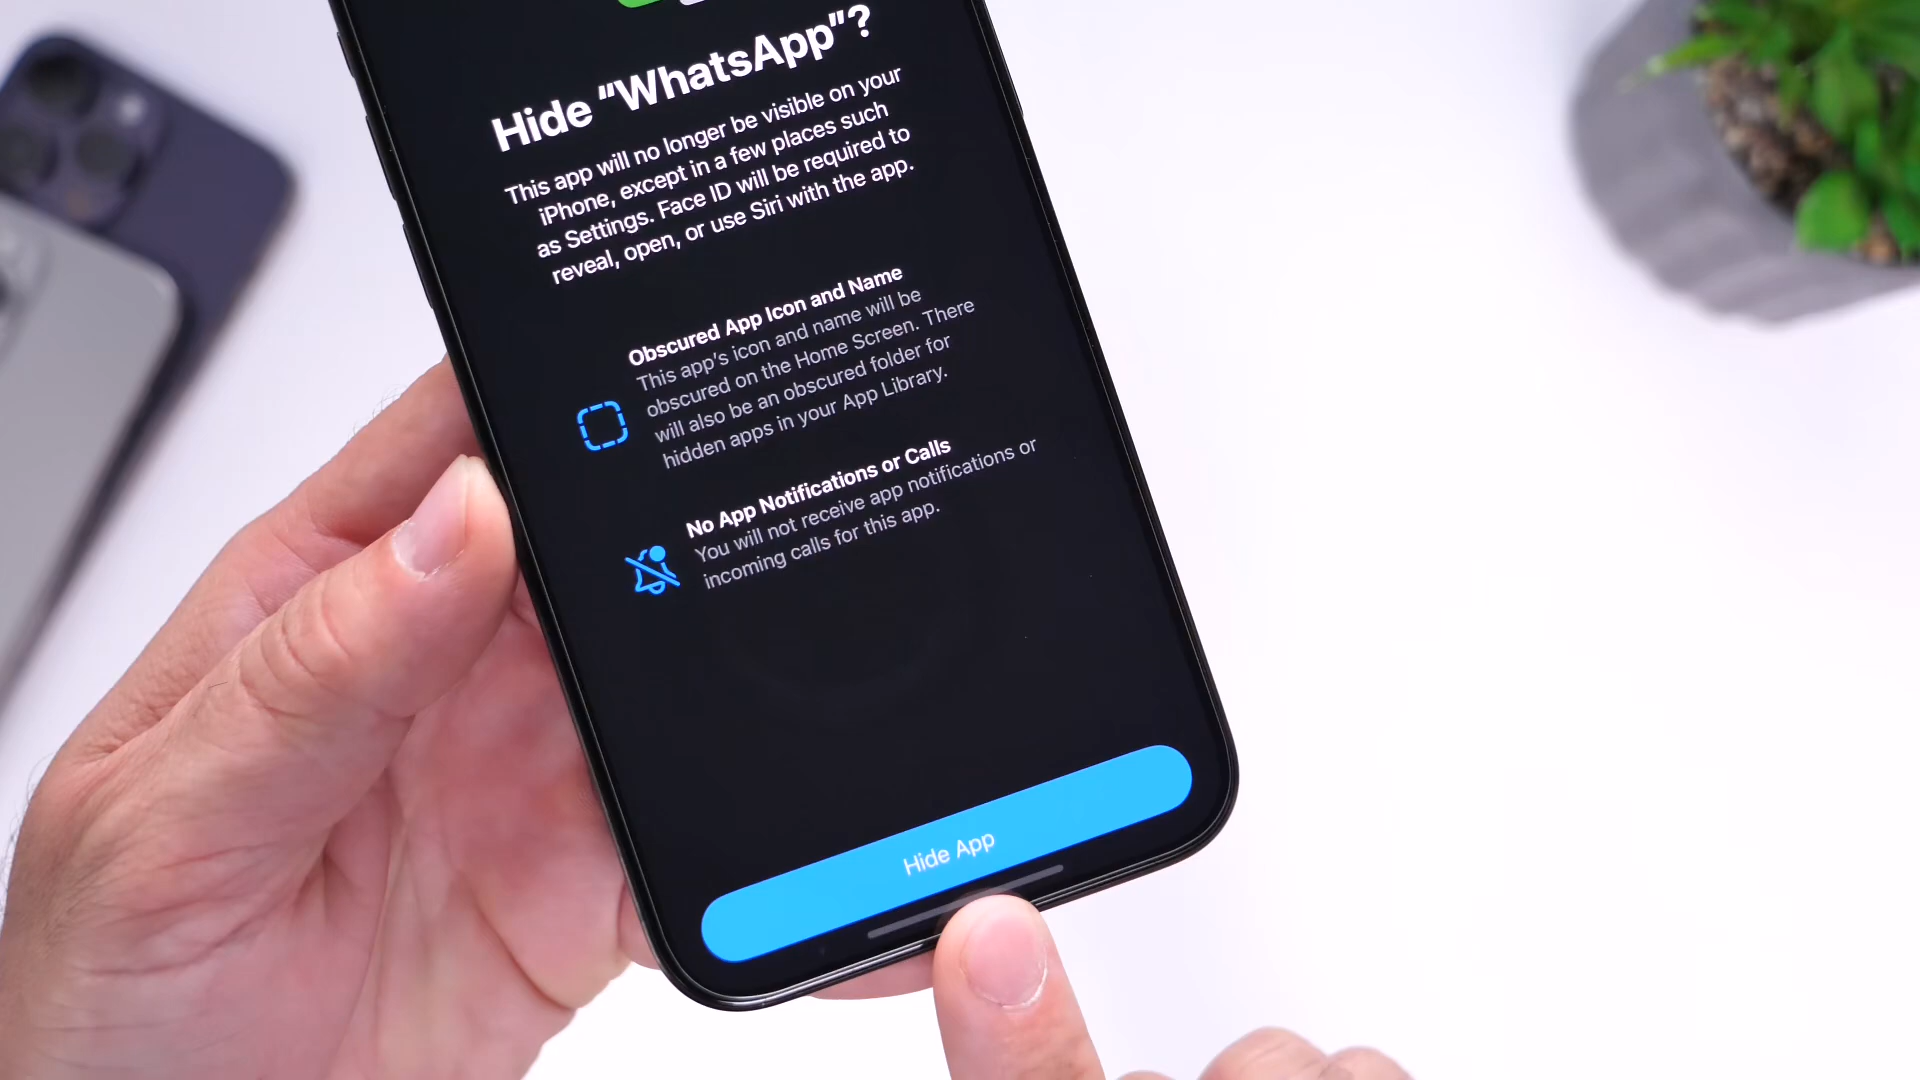 Hide “WhatsApp”?
This app will no longer be visible on your
iPhone, except in a few places such
as Settings. Face ID will be required to
reveal, open, or use Siri with the app.
Obscured App Icon and Name
This app's icon and name will be
obscured on the Home Screen. There
will also be an obscured folder for
hidden apps in your App Library.
No App Notifications or Calls
You will not receive app notifications or
incoming calls for this app.
Hide App